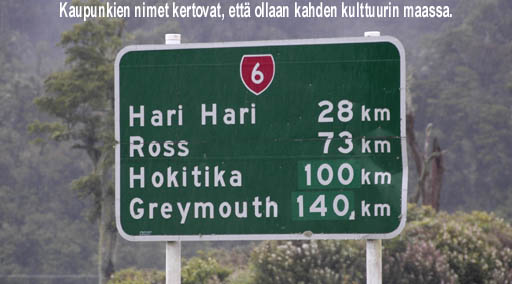 Kaupunkien nimet kertovat, että ollaan kahden kulttuurin maassa.
6
Hari Hari 28 km
Ross 73 km
Hokitika 100 km
Greymouth 140 km